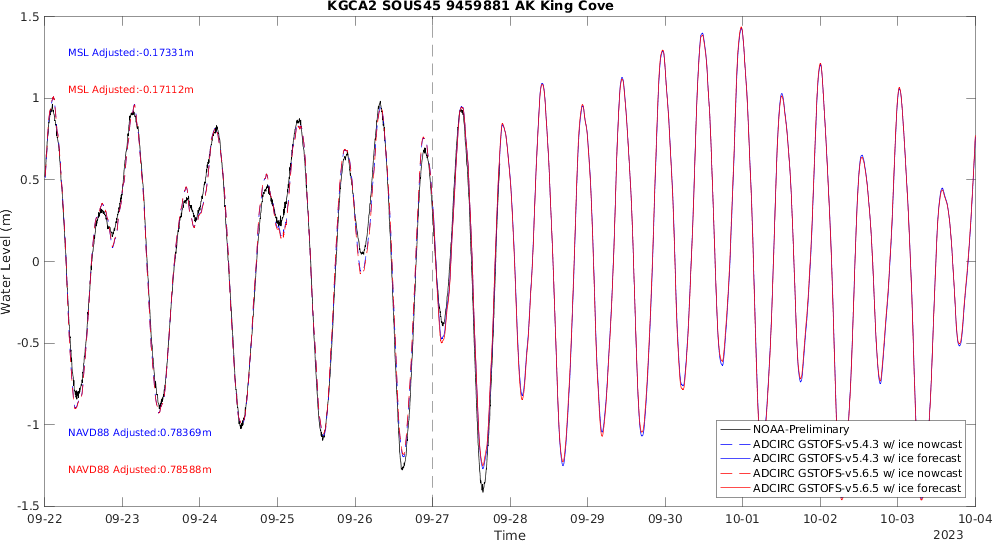 KGCA2 SOUS45 9459881 AK King Cove
MSL Adjusted:-0.17331m
MSL Adjusted:-0.17112m
NAVD88 Adjusted:0.78369m
NAVD88 Adjusted:0.78588m
Water Level (m)
1.5
1
0.5
0
-0.5
-1
-1.5
NOAA-Preliminary
ADCIRC GSTOFS-v5.4.3 w/ ice nowcast
ADCIRC GSTOFS-v5.4.3 w/ ice forecast
ADCIRC GSTOFS-v5.6.5 w/ ice nowcast
ADCIRC GSTOFS-v5.6.5 w/ ice forecast
09-22 09-23 09-24 09-25 09-26 09-27 09-28 09-29 09-30 10-01 10-02 10-03 10-04
Time
2023